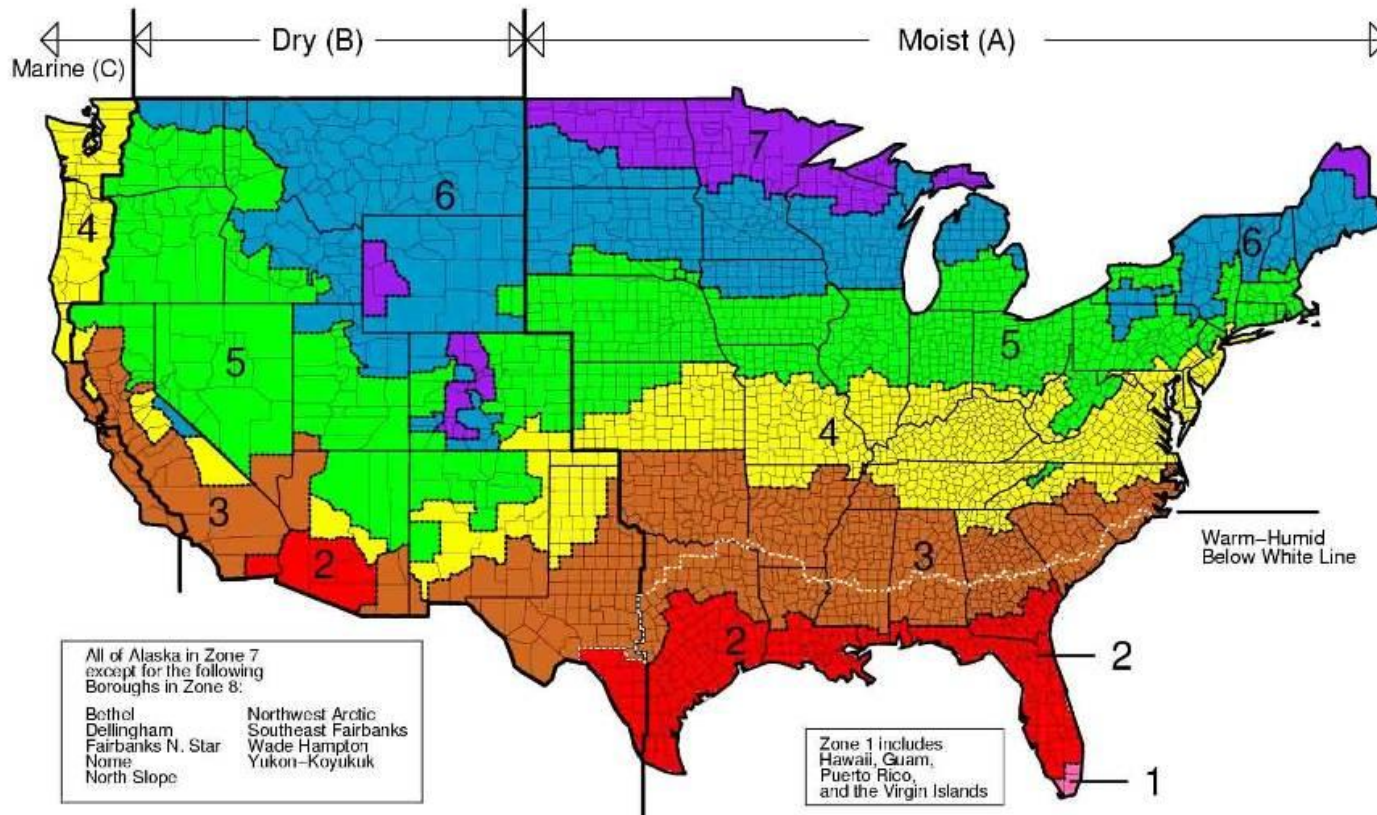 Dry (B)
Moist (A)
Marine (C)
7
6
4
6
5
5
4
3
3
Warm–Humid
Below White Line
2
2
2
1
All of Alaska in Zone 7
except for the following
Boroughs in Zone 8:
Bethel
Dellingham
Fairbanks N. Star
Nome
North Slope
Northwest Arctic
Southeast Fairbanks
Wade Hampton
Yukon–Koyukuk
Zone 1 includes
Hawaii, Guam,
Puerto Rico,
and the Virgin Islands